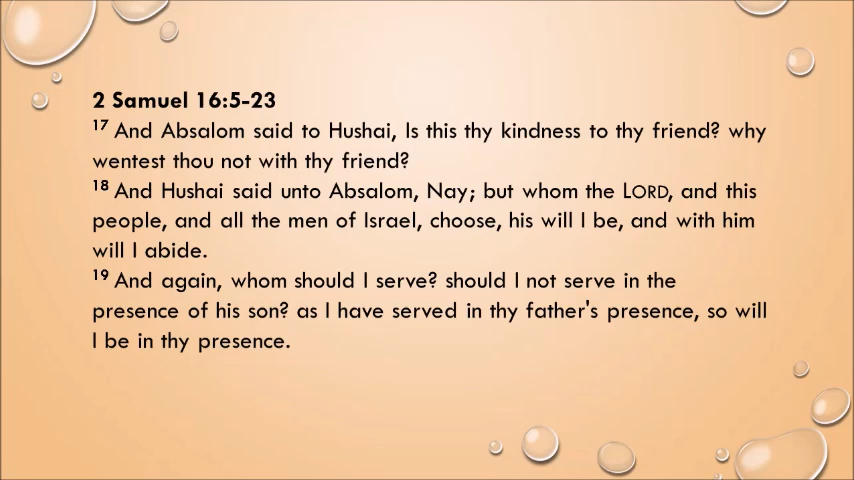 2 Samuel 16:5-23
17 And Absalom said to Hushai, Is this thy kindness to thy friend? why
wentest thou not with thy friend?
18 And Hushai said unto Absalom, Nay; but whom the LORD, and this
people, and all the men of Israel, choose, his will I be, and with him
will I abide.
19 And again, whom should I serve? should I not serve in the
presence of his son? as I have served in thy father's presence, so will
I be in thy presence.